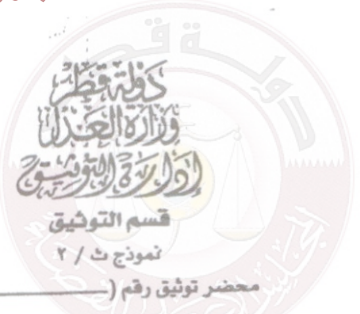 دولة قطر
وزارة العدل
إدارة التوثيق
قسم التوثيق
نموذج ث / ٢
محضر توثيق رقم (